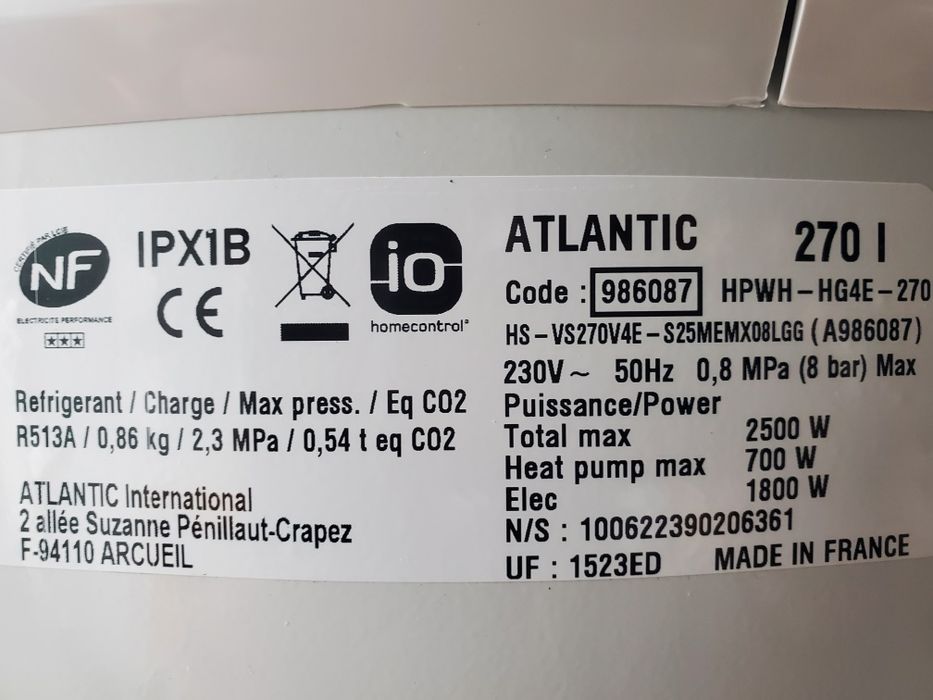 CERTIFIÉ PAR LCIE
NF
ELECTRICITE PERFORMANCE
IPX1B
CE
io
homecontrol®
Refrigerant / Charge / Max press. / Eq CO2
R513A / 0,86 kg / 2,3 MPa / 0,54 t eq CO2
ATLANTIC International
2 allée Suzanne Pénillaut-Crapez
F-94110 ARCUEIL
ATLANTIC 270 l
Code : 986087 HPWH-HG4E-270
HS-VS270V4E-S25MEMX08LGG (A986087)
230V~ 50Hz 0,8 MPa (8 bar) Max
Puissance/Power
Total max 2500 W
Heat pump max 700 W
Elec 1800 W
N/S : 100622390206361
UF : 1523ED MADE IN FRANCE